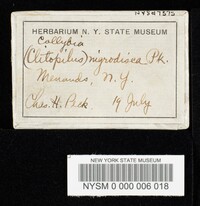 HERBARIUM N. Y. STATE MUSEUM
Collybia
(Clitopilus) nigrodisca Pk.
Menands, N.Y.
Chas. H. Peck 19 July
NEW YORK STATE MUSEUM
NYSM 0 000 006 018